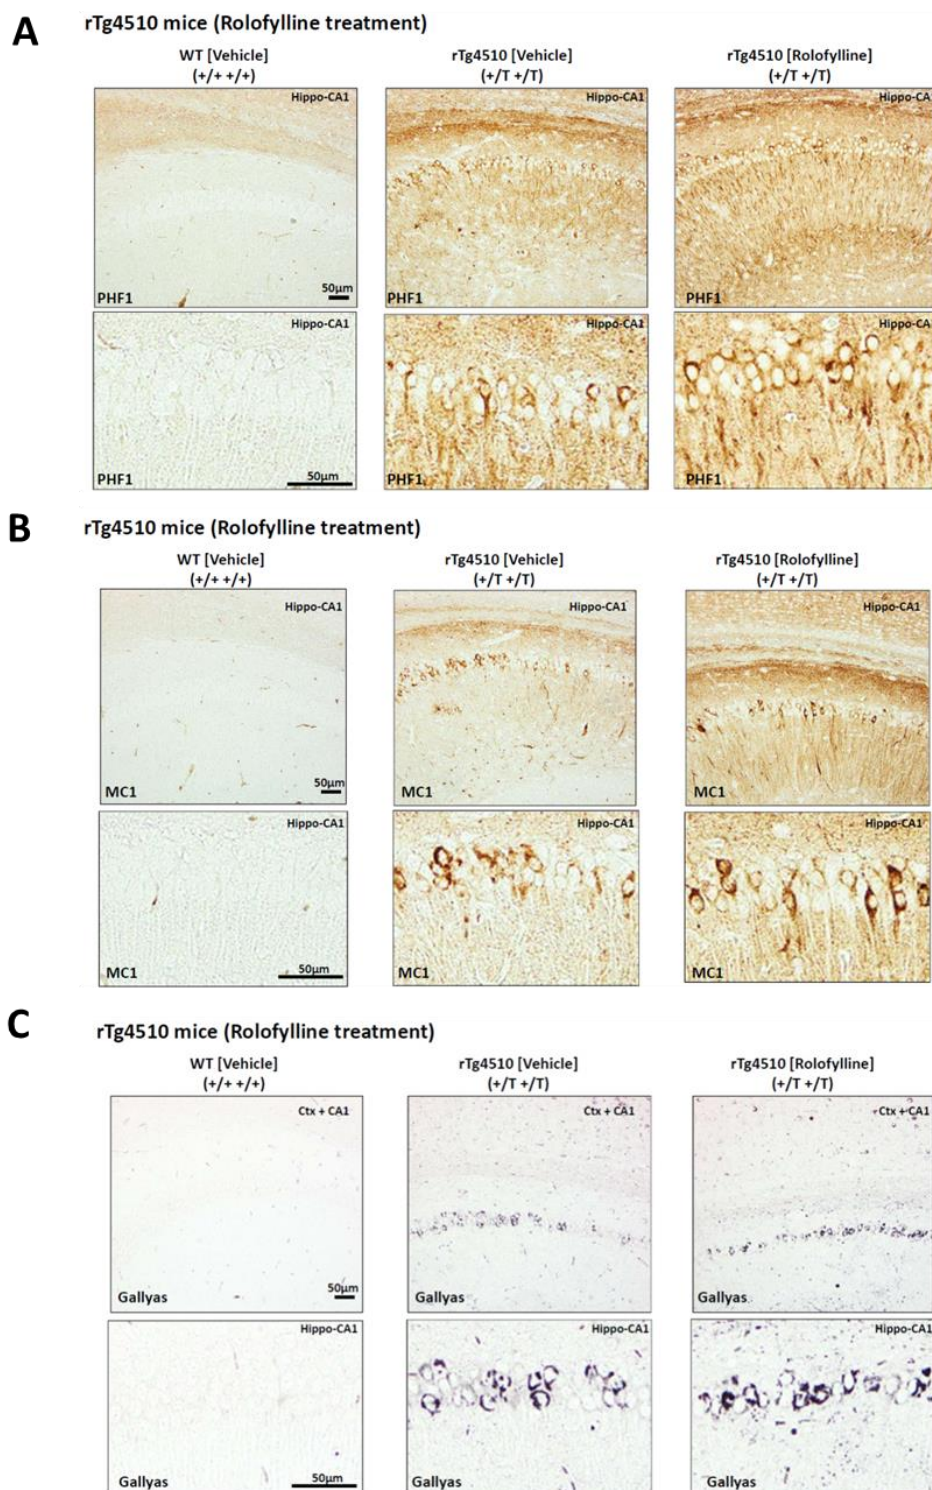 A
rTg4510 mice (Rolofylline treatment)
WT [Vehicle]
(+/+ +/+)
rTg4510 [Vehicle]
(+/T +/T)
rTg4510 [Rolofylline]
(+/T +/T)
Hippo-CA1
50µm
PHF1
Hippo-CA1
PHF1
Hippo-CA1
PHF1
Hippo-CA1
50µm
PHF1
Hippo-CA1
PHF1
Hippo-CA1
PHF1
B
rTg4510 mice (Rolofylline treatment)
WT [Vehicle]
(+/+ +/+)
rTg4510 [Vehicle]
(+/T +/T)
rTg4510 [Rolofylline]
(+/T +/T)
Hippo-CA1
50µm
MC1
Hippo-CA1
MC1
Hippo-CA1
MC1
Hippo-CA1
50µm
MC1
Hippo-CA1
MC1
Hippo-CA1
MC1
C
rTg4510 mice (Rolofylline treatment)
WT [Vehicle]
(+/+ +/+)
rTg4510 [Vehicle]
(+/T +/T)
rTg4510 [Rolofylline]
(+/T +/T)
Ctx + CA1
50µm
Gallyas
Ctx + CA1
Gallyas
Ctx + CA1
Gallyas
Hippo-CA1
50µm
Gallyas
Hippo-CA1
Gallyas
Hippo-CA1
Gallyas